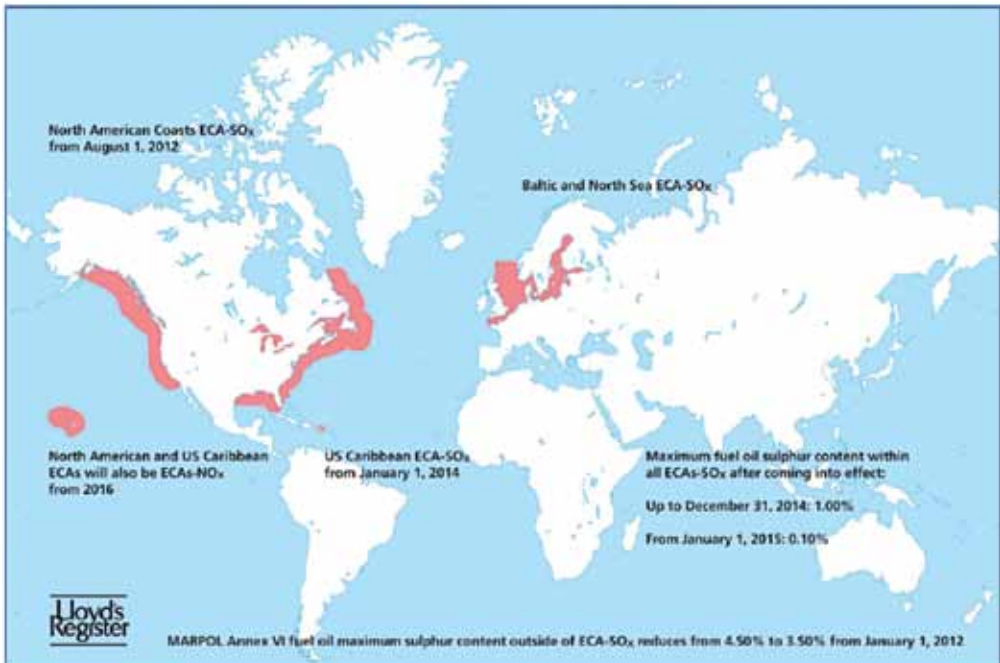 North American Coasts ECA-SOx
from August 1, 2012
Baltic and North Sea ECA-SOx
North American and US Caribbean
ECAs will also be ECAs-NOx
from 2016
US Caribbean ECA-SOx
from January 1, 2014
Maximum fuel oil sulphur content within
all ECAs-SOx after coming into effect:
Up to December 31, 2014: 1.00%
From January 1, 2015: 0.10%
Lloyd's
Register
MARPOL Annex VI fuel oil maximum sulphur content outside of ECA-SOx reduces from 4.50% to 3.50% from January 1, 2012